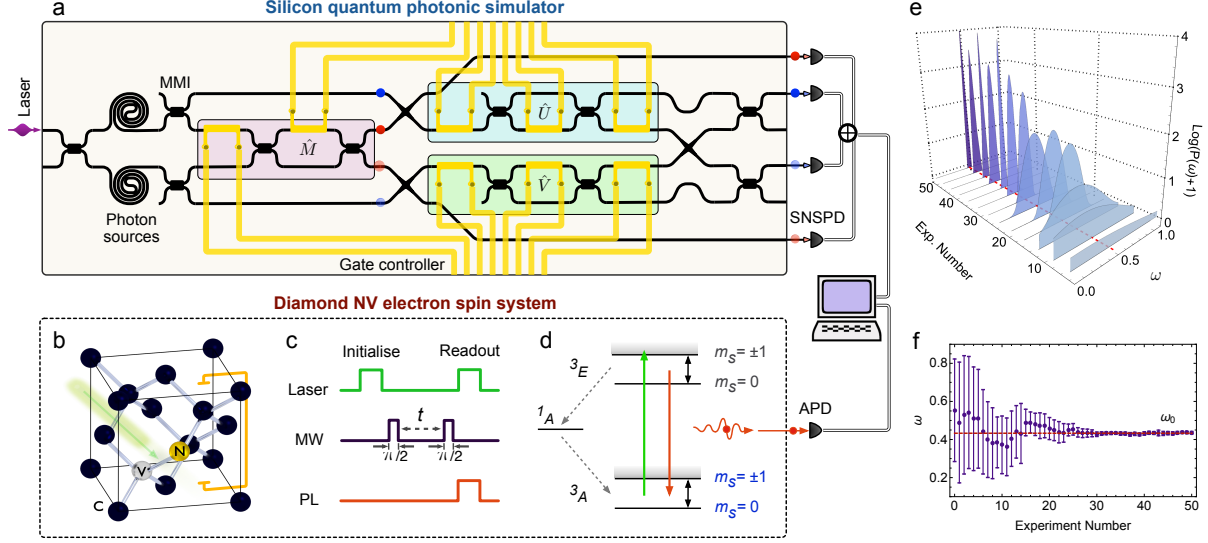 a
Silicon quantum photonic simulator
Laser
MMI
M̂
Û
V̂
Photon
sources
Gate controller
SNSPD
e
Log(P(ω)+1)
4
3
2
1
0
50
40
30
20
10
Exp. Number
0.0
0.5
1.0
ω
Diamond NV electron spin system
b
V
N
C
c
Initialise
Readout
Laser
MW
t
π/2
π/2
PL
d
³E
¹A
³A
mₛ= ±1
mₛ= 0
mₛ= ±1
mₛ= 0
APD
f
ω
0.8
0.6
0.4
0.2
ω₀
0
10
20
30
40
50
Experiment Number